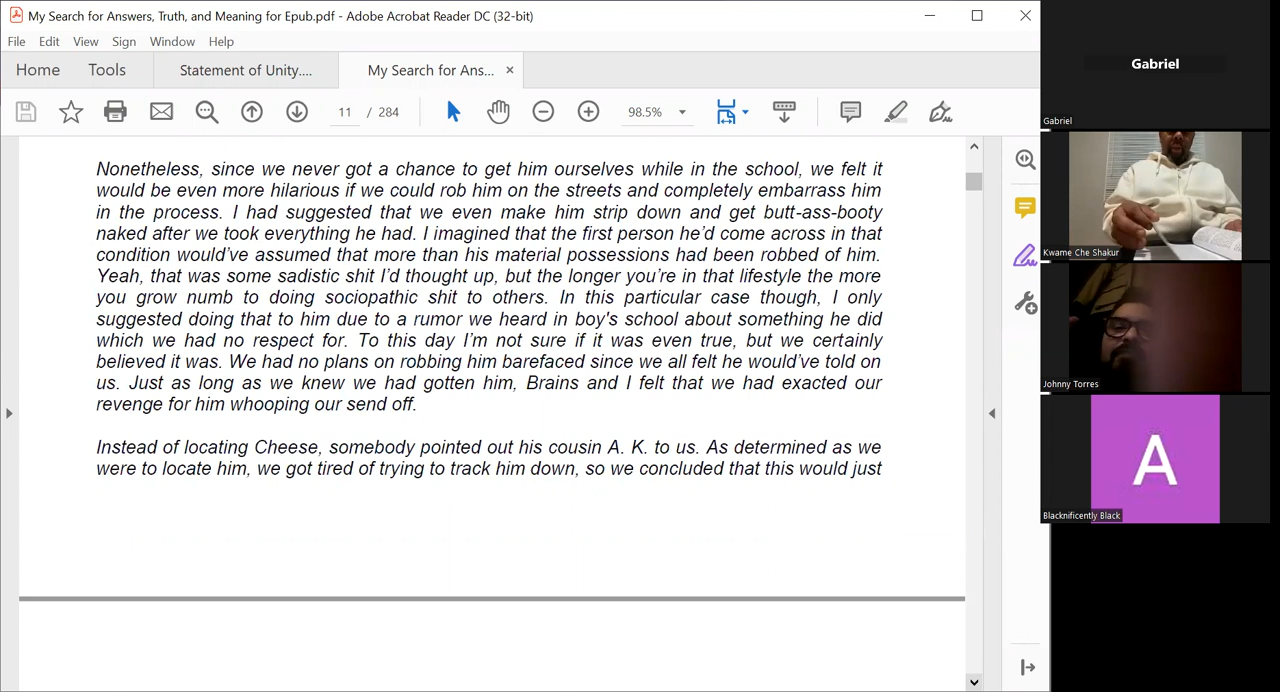 My Search for Answers, Truth, and Meaning for Epub.pdf - Adobe Acrobat Reader DC (32-bit)
File Edit View Sign Window Help
Home Tools Statement of Unity.... My Search for Ans...
11 / 284 98.5%
Nonetheless, since we never got a chance to get him ourselves while in the school, we felt it
would be even more hilarious if we could rob him on the streets and completely embarrass him
in the process. I had suggested that we even make him strip down and get butt-ass-booty
naked after we took everything he had. I imagined that the first person he'd come across in that
condition would've assumed that more than his material possessions had been robbed of him.
Yeah, that was some sadistic shit I'd thought up, but the longer you're in that lifestyle the more
you grow numb to doing sociopathic shit to others. In this particular case though, I only
suggested doing that to him due to a rumor we heard in boy's school about something he did
which we had no respect for. To this day I'm not sure if it was even true, but we certainly
believed it was. We had no plans on robbing him barefaced since we all felt he would've told on
us. Just as long as we knew we had gotten him, Brains and I felt that we had exacted our
revenge for him whooping our send off.
Instead of locating Cheese, somebody pointed out his cousin A. K. to us. As determined as we
were to locate him, we got tired of trying to track him down, so we concluded that this would just
Gabriel
Gabriel
Kwame Che Shakur
Johnny Torres
A
Blacknificently Black